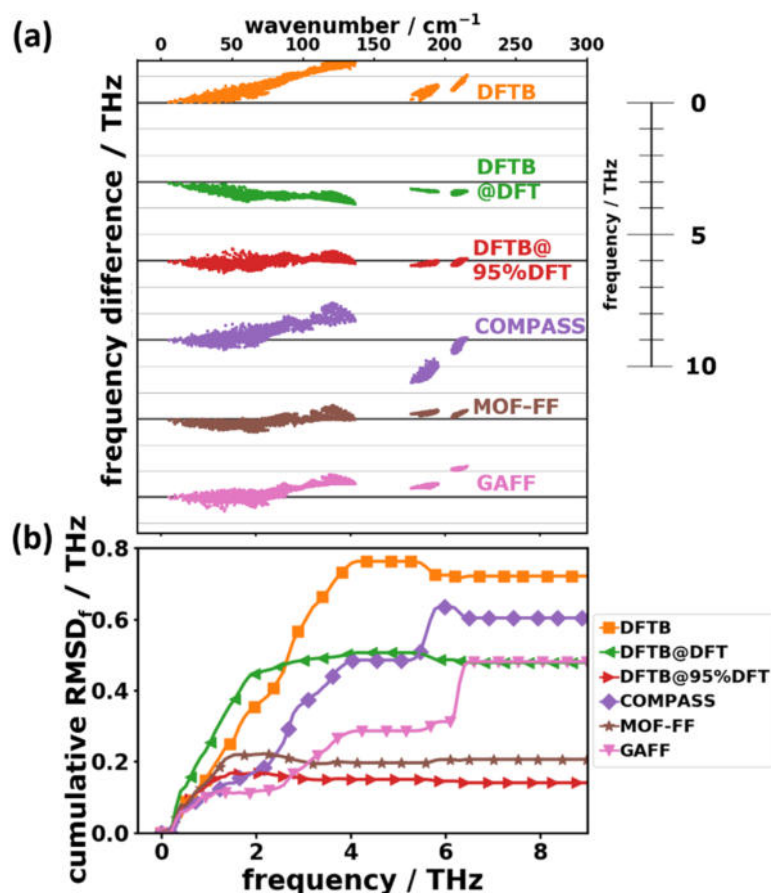 (a)
wavenumber / cm⁻¹
0 50 100 150 200 250 300
frequency difference / THz
DFTB
DFTB
@DFT
DFTB@
95%DFT
COMPASS
MOF-FF
GAFF
frequency / THz
0
5
10
(b)
cumulative RMSD_f / THz
0.8
0.6
0.4
0.2
0.0
0 2 4 6 8
frequency / THz
DFTB
DFTB@DFT
DFTB@95%DFT
COMPASS
MOF-FF
GAFF